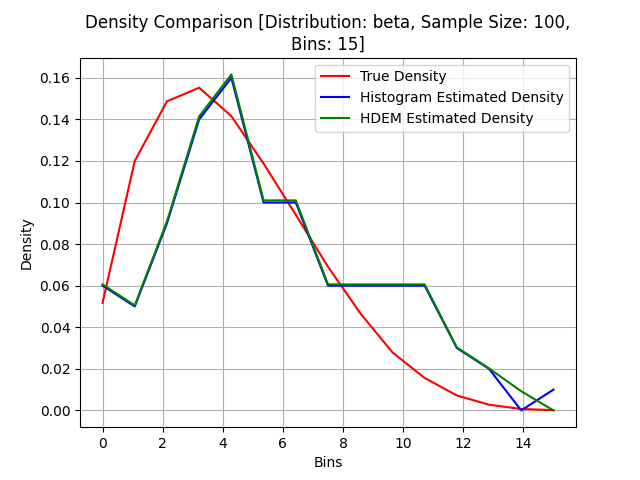 Density Comparison [Distribution: beta, Sample Size: 100,
Bins: 15]
True Density
Histogram Estimated Density
HDEM Estimated Density
Density
0.16
0.14
0.12
0.10
0.08
0.06
0.04
0.02
0.00
0 2 4 6 8 10 12 14
Bins